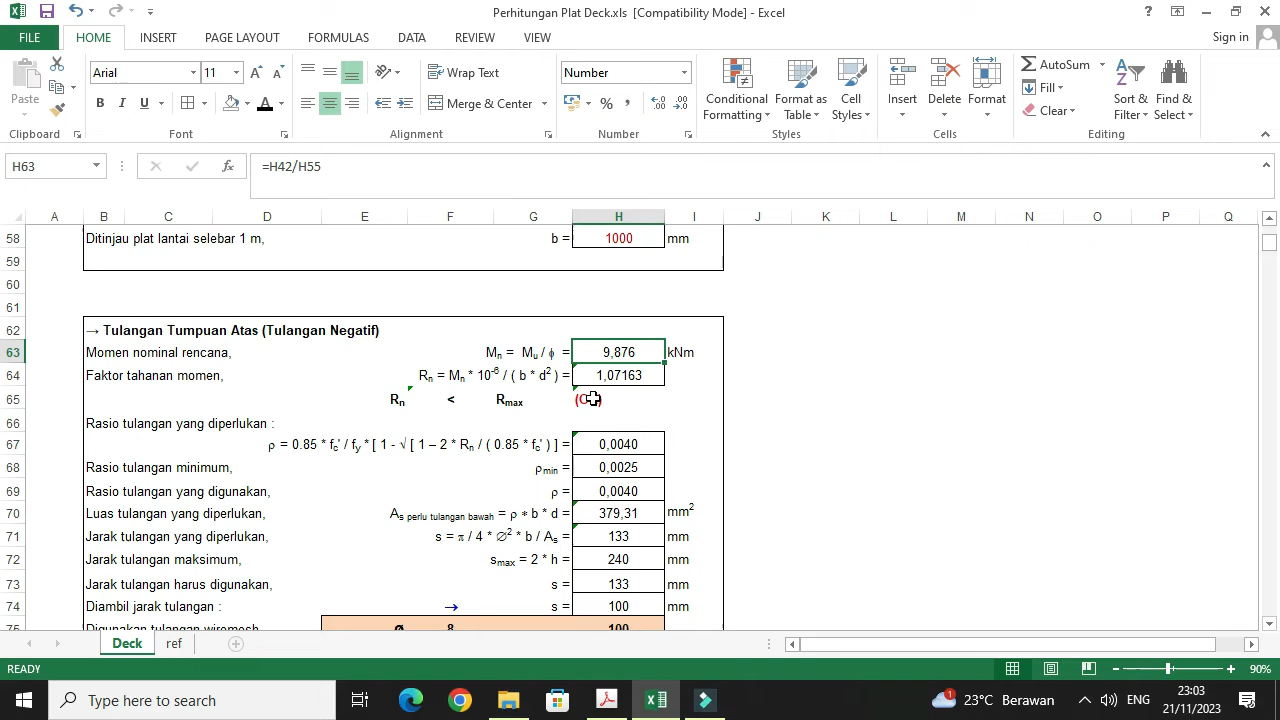 Perhitungan Plat Deck.xls [Compatibility Mode] - Excel
FILE HOME INSERT PAGE LAYOUT FORMULAS DATA REVIEW VIEW Sign in
Paste Arial 11 Wrap Text Number Conditional Formatting Format as Table Cell Styles Insert Delete Format AutoSum Sort & Filter Find & Select
B I U A Merge & Center % , Fill
Clear
Clipboard Font Alignment Number Styles Cells Editing
H63 fx =H42/H55
A B C D E F G H I J K L M N O P Q
58 Ditinjau plat lantai selebar 1 m, b = 1000 mm
59
60
61
62 → Tulangan Tumpuan Atas (Tulangan Negatif)
63 Momen nominal rencana, Mn = Mu / ϕ = 9,876 kNm
64 Faktor tahanan momen, Rn = Mn * 10-6 / ( b * d2 ) = 1,07163
65 Rn < Rmax
66 Rasio tulangan yang diperlukan :
67 ρ = 0.85 * fc' / fy * [ 1 - √ [ 1 – 2 * Rn / ( 0.85 * fc' ) ] = 0,0040
68 Rasio tulangan minimum, ρmin = 0,0025
69 Rasio tulangan yang digunakan, ρ = 0,0040
70 Luas tulangan yang diperlukan, As perlu tulangan bawah = ρ * b * d = 379,31 mm2
71 Jarak tulangan yang diperlukan, s = π / 4 * ∅2 * b / As = 133 mm
72 Jarak tulangan maksimum, smax = 2 * h = 240 mm
73 Jarak tulangan harus digunakan, s = 133 mm
74 Diambil jarak tulangan : → s = 100 mm
75 Digunakan tulangan wiremesh ø 8 100
Deck ref
READY 90%
Type here to search 1 23°C Berawan ENG 23:03
21/11/2023